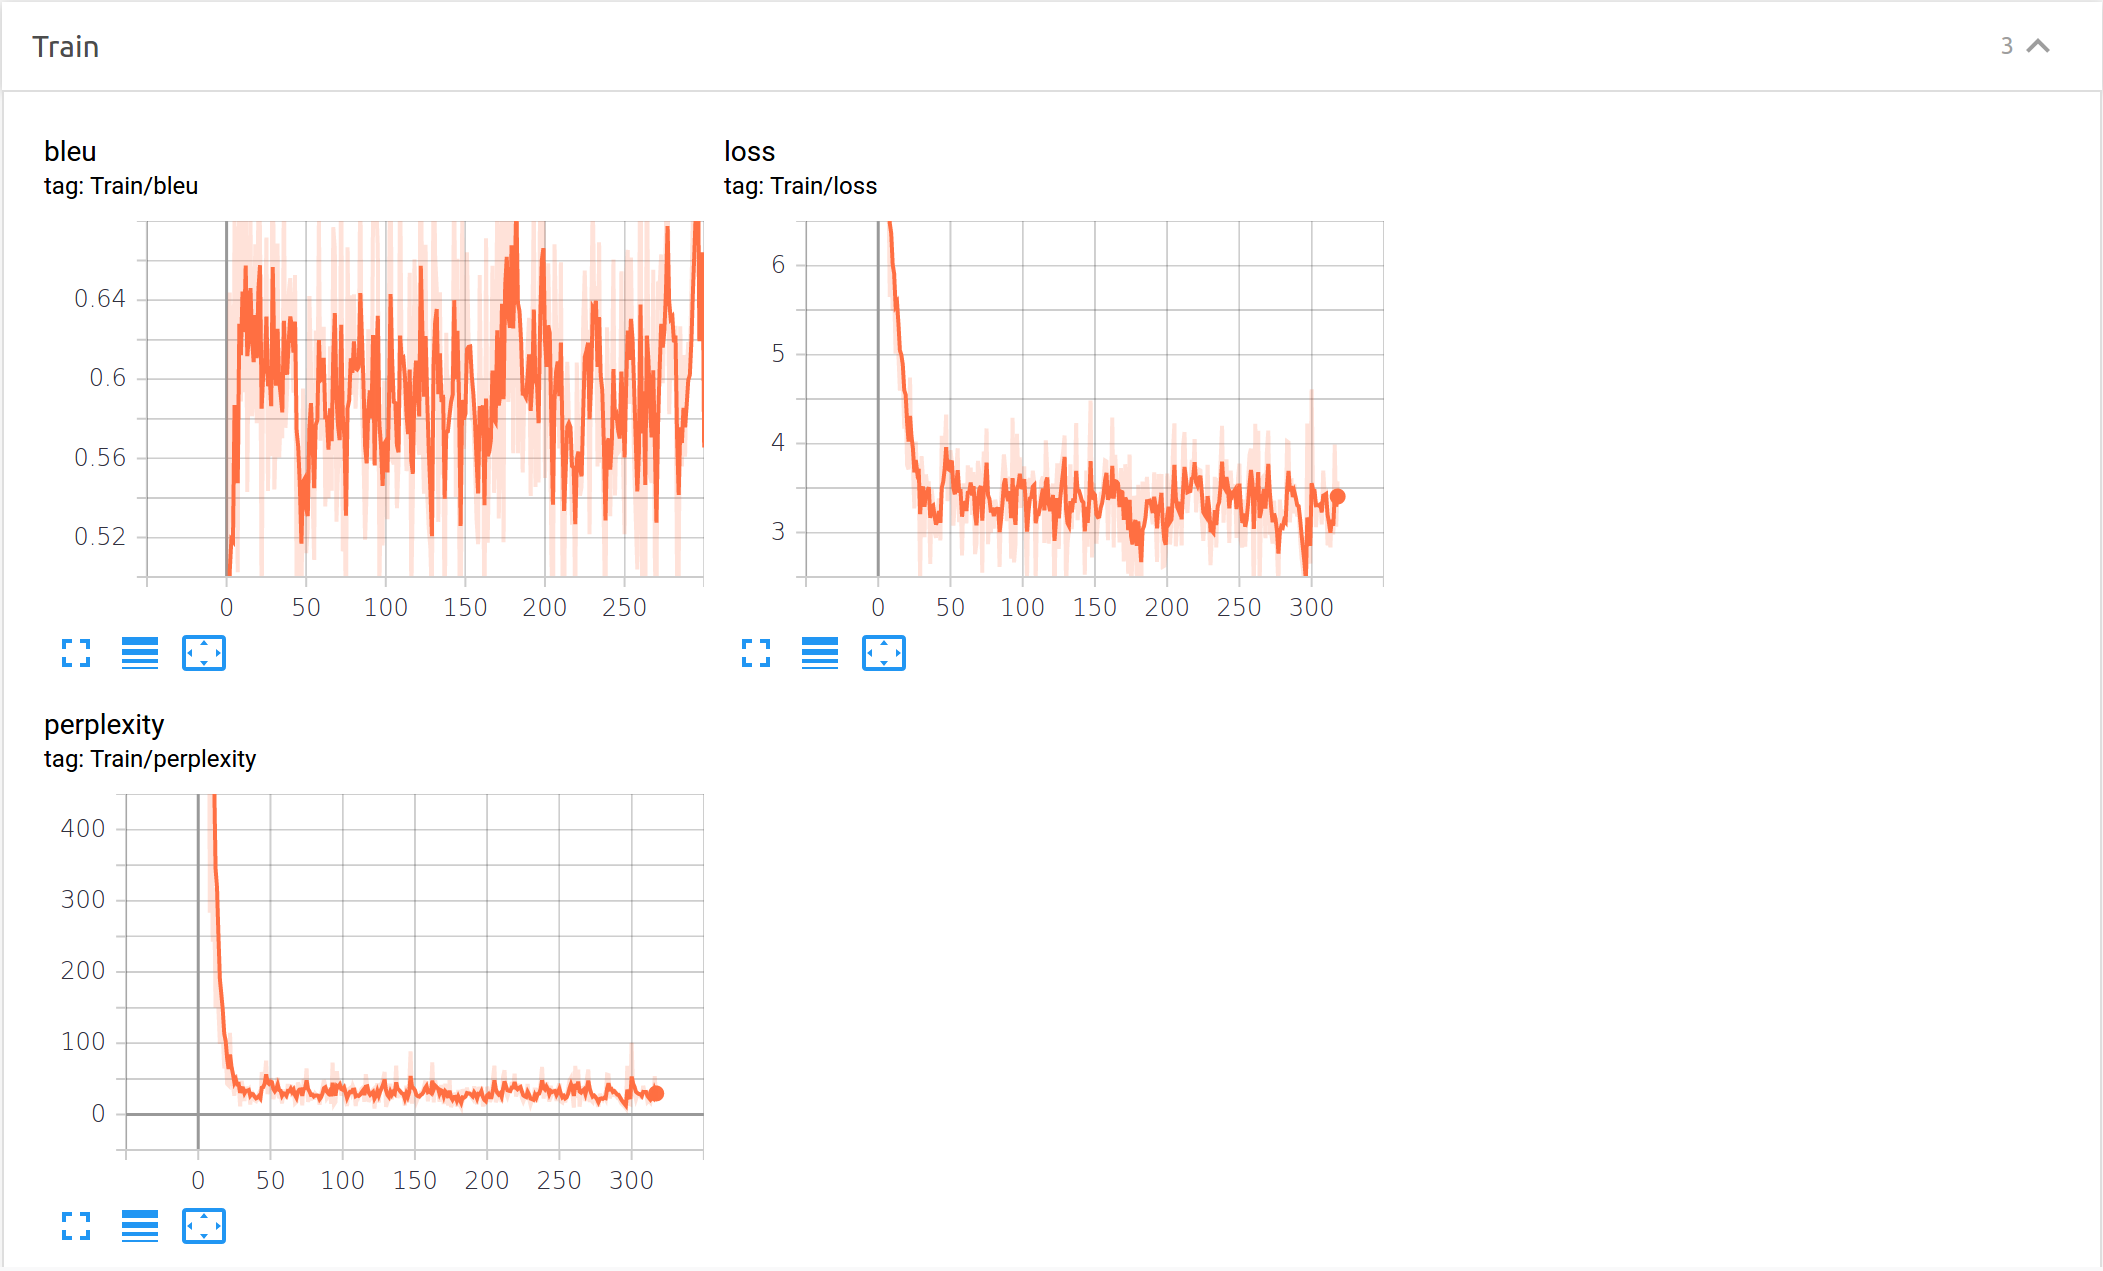 Train
3
bleu
tag: Train/bleu
0.64
0.6
0.56
0.52
0 50 100 150 200 250
loss
tag: Train/loss
6
5
4
3
0 50 100 150 200 250 300
perplexity
tag: Train/perplexity
400
300
200
100
0
0 50 100 150 200 250 300